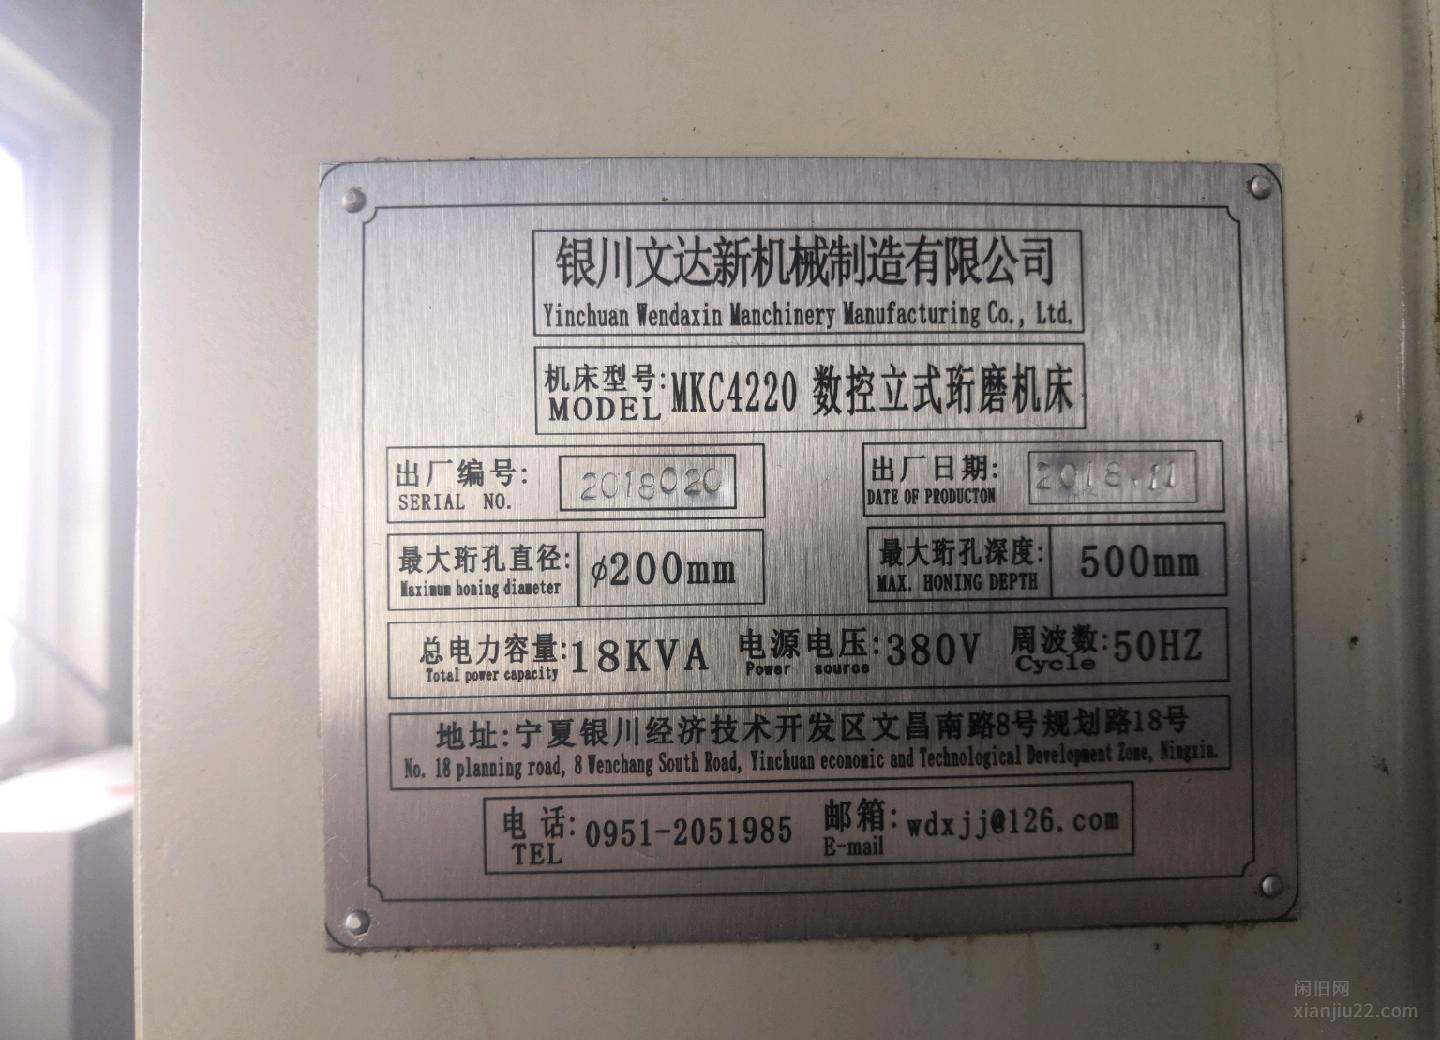 银川文达新机械制造有限公司
Yinchuan Wendaxin Manchinery Manufacturing Co., Ltd.
机床型号: MKC4220 数控立式珩磨机床
MODEL
出厂编号: 2018020
SERIAL NO.
出厂日期: 2018.11
DATE OF PRODUCTON
最大珩孔直径: φ200mm
Maximum honing diameter
最大珩孔深度: 500mm
MAX. HONING DEPTH
总电力容量: 18KVA 电源电压: 380V 周波数: 50HZ
Total power capacity Power source Cycle
地址: 宁夏银川经济技术开发区文昌南路8号规划路18号
No. 18 planning road, 8 Wenchang South Road, Yinchuan economic and Technological Development Zone, Ningxia.
电话: 0951-2051985 邮箱: wdxjj@126.com
TEL E-mail
闲旧网
xianjiu22.com